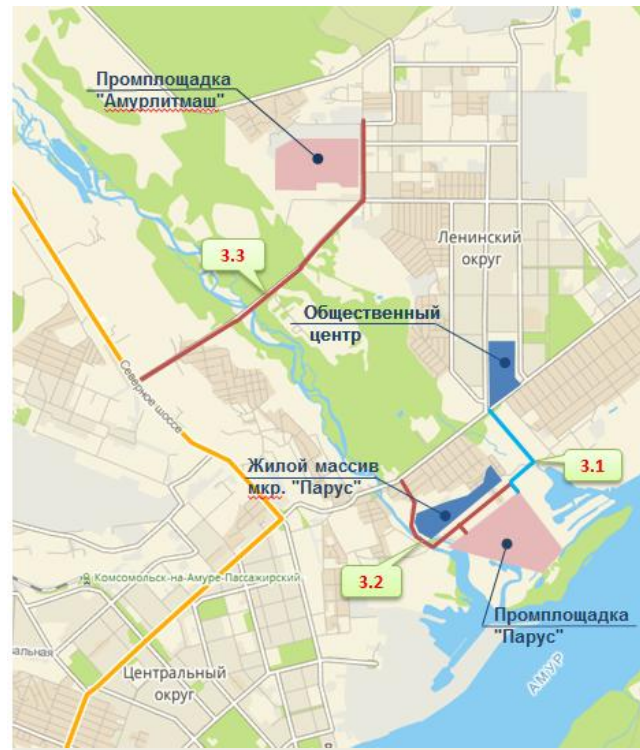 Промплощадка
"Амурлитмаш"
3.3
Ленинский
округ
Общественный
центр
Северное шоссе
3.1
Жилой массив
мкр. "Парус"
3.2
Комсомольск-на-Амуре-Пассажирский
Промплощадка
"Парус"
альная
Центральный
округ
АМУР